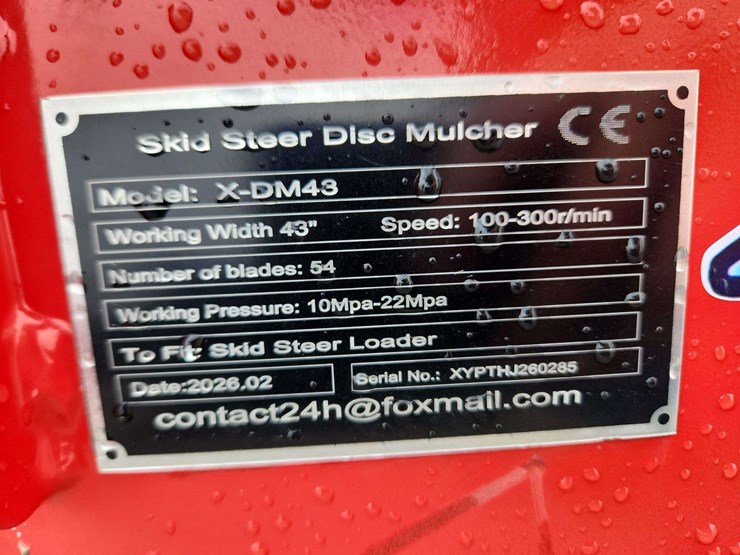 Skid Steer Disc Mulcher CE
Model: X-DM43
Working Width 43" Speed: 100-300r/min
Number of blades: 54
Working Pressure: 10Mpa-22Mpa
To Fit: Skid Steer Loader
Date:2026.02 Serial No.: XYPTHJ260285
contact24h@foxmail.com